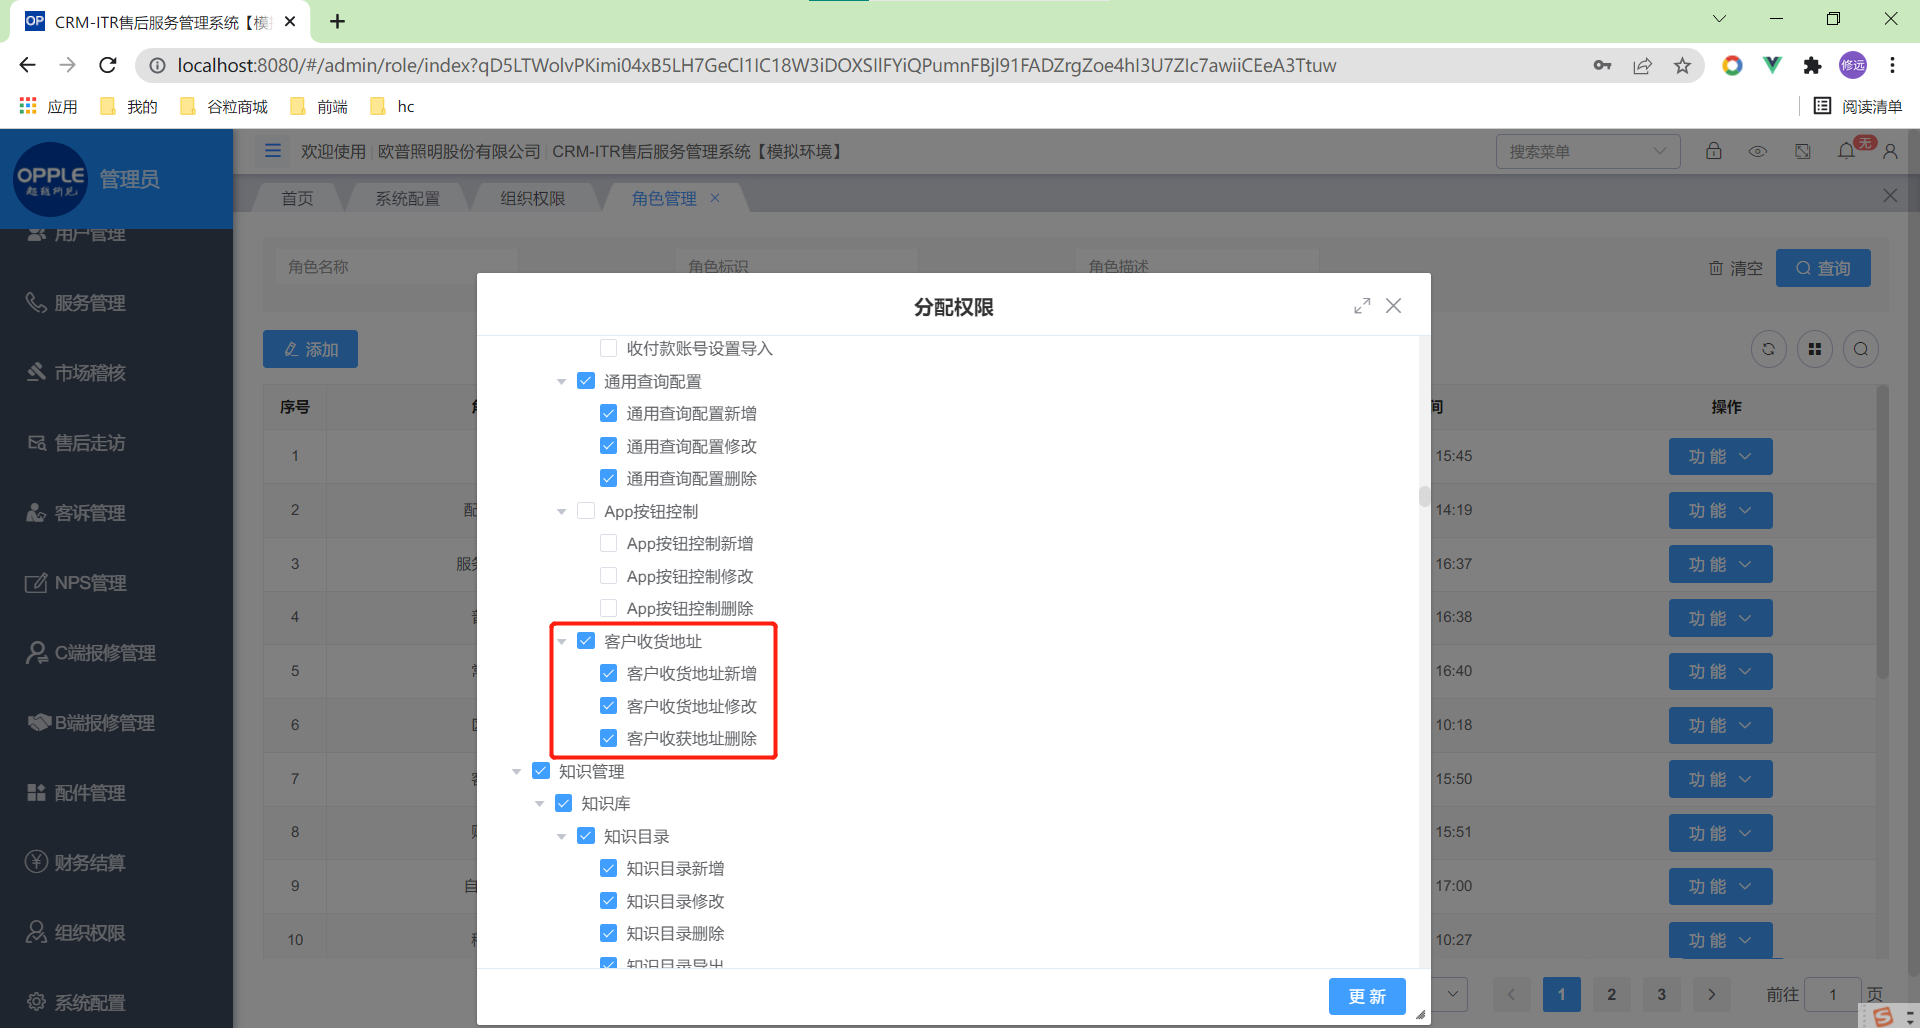 CRM-ITR售后服务管理系统【模
localhost:8080/#/admin/role/index?qD5LTWolvPKimi04xB5LH7GeCl1IC18W3iDOXSIlFYiQPumnFBjl91FADZrgZoe4hI3U7ZIc7awiiCEeA3Ttuw
修远
应用
我的
谷粒商城
前端
hc
阅读清单
OPPLE
管理员
欢迎使用 | 欧普照明股份有限公司 | CRM-ITR售后服务管理系统【模拟环境】
搜索菜单
无
首页
系统配置
组织权限
角色管理
用户管理
服务管理
市场稽核
售后走访
客诉管理
NPS管理
C端报修管理
B端报修管理
配件管理
财务结算
组织权限
系统配置
角色名称
角色标识
角色描述
清空
查询
添加
序号
操作
1
15:45
功 能
2
配
14:19
功 能
3
服务
16:37
功 能
4
16:38
功 能
5
16:40
功 能
6
10:18
功 能
7
15:50
功 能
8
15:51
功 能
9
自
17:00
功 能
10
10:27
功 能
分配权限
收付款账号设置导入
通用查询配置
通用查询配置新增
通用查询配置修改
通用查询配置删除
App按钮控制
App按钮控制新增
App按钮控制修改
App按钮控制删除
客户收货地址
客户收货地址新增
客户收货地址修改
客户收获地址删除
知识管理
知识库
知识目录
知识目录新增
知识目录修改
知识目录删除
知识目录导出
更 新
1
2
3
前往
1
页